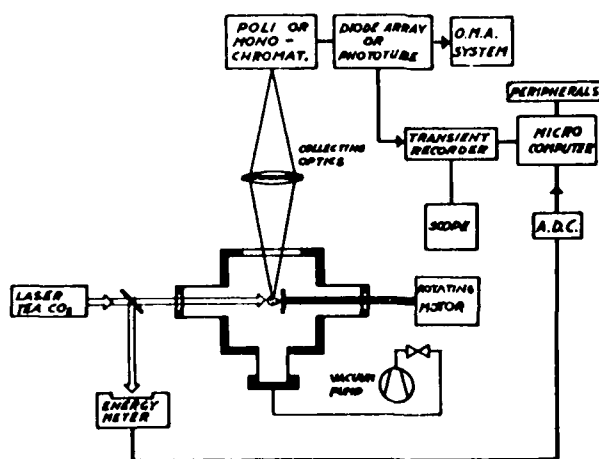 POLI OR
MONO-
CHROMAT.
DIODE ARRAY
OR
PHOTOTUBE
O.M.A.
SYSTEM
PERIPHERALS
COLLECTING
OPTICS
TRANSIENT
RECORDER
MICRO
COMPUTER
SCOPE
A.D.C.
LASER
TEA CO2
ROTATING
MOTOR
VACUUM
PUMP
ENERGY
METER